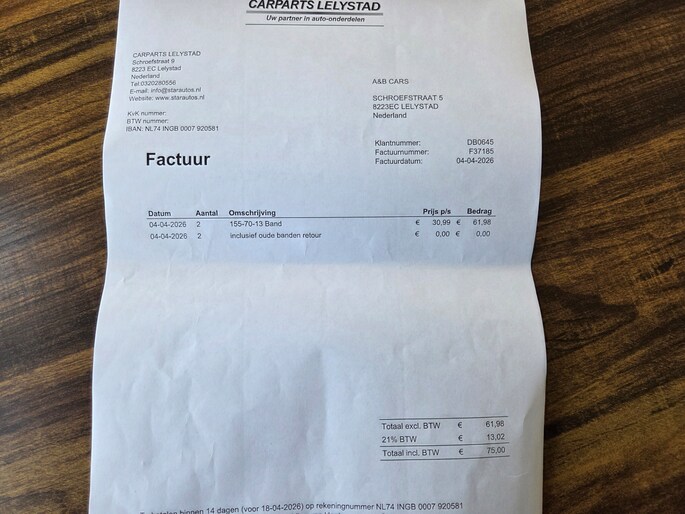 CARPARTS LELYSTAD
Uw partner in auto-onderdelen
CARPARTS LELYSTAD
Schroefstraat 9
8223 EC Lelystad
Nederland
Tel.0320280556
E-mail: info@starautos.nl
Website: www.starautos.nl
KvK nummer:
BTW nummer:
IBAN: NL74 INGB 0007 920581
A&B CARS
SCHROEFSTRAAT 5
8223EC LELYSTAD
Nederland
Klantnummer: DB0645
Factuurnummer: F37185
Factuurdatum: 04-04-2026
Factuur
Datum Aantal Omschrijving Prijs p/s Bedrag
04-04-2026 2 155-70-13 Band € 30,99 € 61,98
04-04-2026 2 inclusief oude banden retour € 0,00 € 0,00
Totaal excl. BTW € 61,98
21% BTW € 13,02
Totaal incl. BTW € 75,00
binnen 14 dagen (voor 18-04-2026) op rekeningnummer NL74 INGB 0007 920581